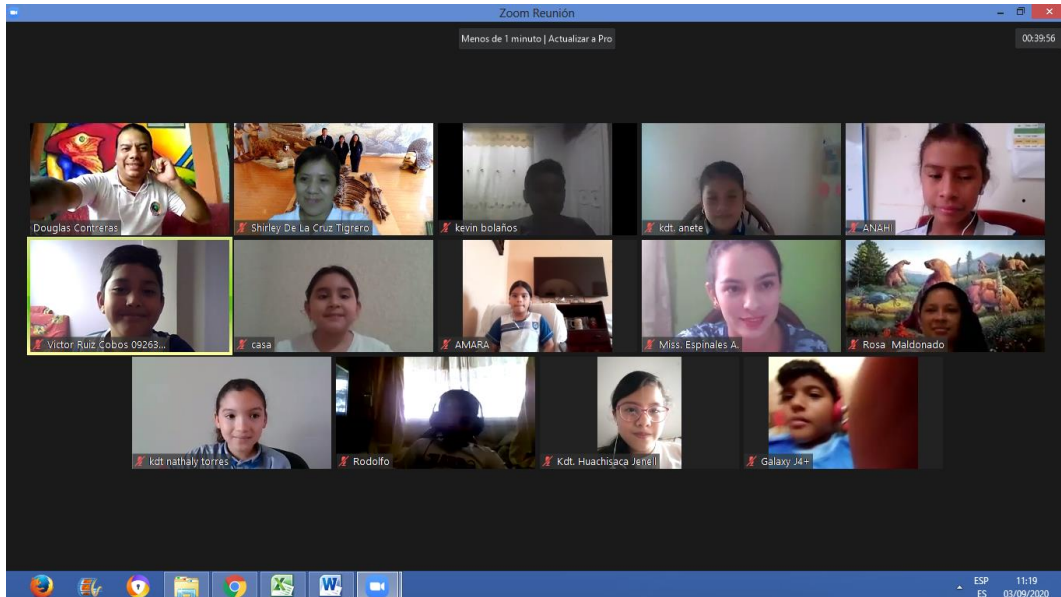 Zoom Reunión
Menos de 1 minuto | Actualizar a Pro
00:39:56
Douglas Contreras
Shirley De La Cruz Tigrero
kevin bolaños
kdt. anete
ANAHI
Victor Ruiz Cobos 09263...
casa
AMARA
Miss. Espinales A.
Rosa Maldonado
kdt nathaly torres
Rodolfo
Kdt. Huachisaca Jeneil
Galaxy J4+
ESP 11:19
ES 03/09/2020